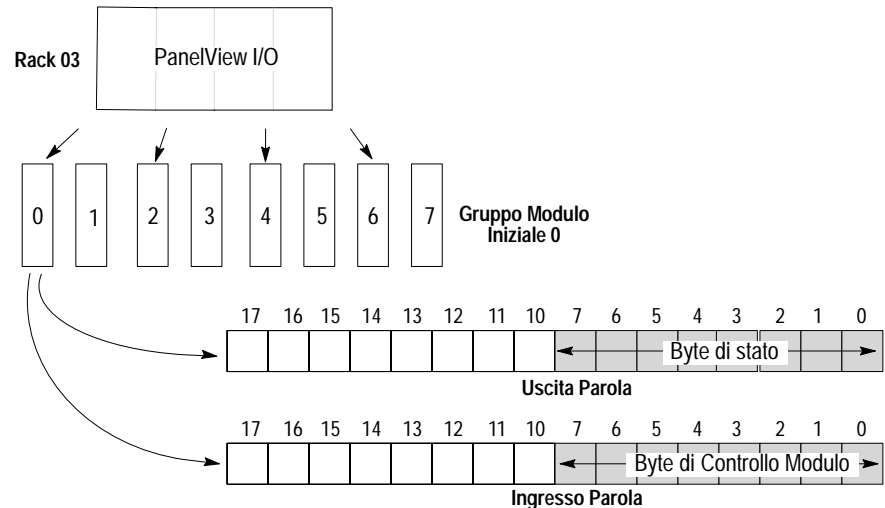 Rack 03
PanelView I/O
0 1 2 3 4 5 6 7
Gruppo Modulo
Iniziale 0
17 16 15 14 13 12 11 10 7 6 5 4 3 2 1 0
Byte di stato
Uscita Parola
17 16 15 14 13 12 11 10 7 6 5 4 3 2 1 0
Byte di Controllo Modulo
Ingresso Parola